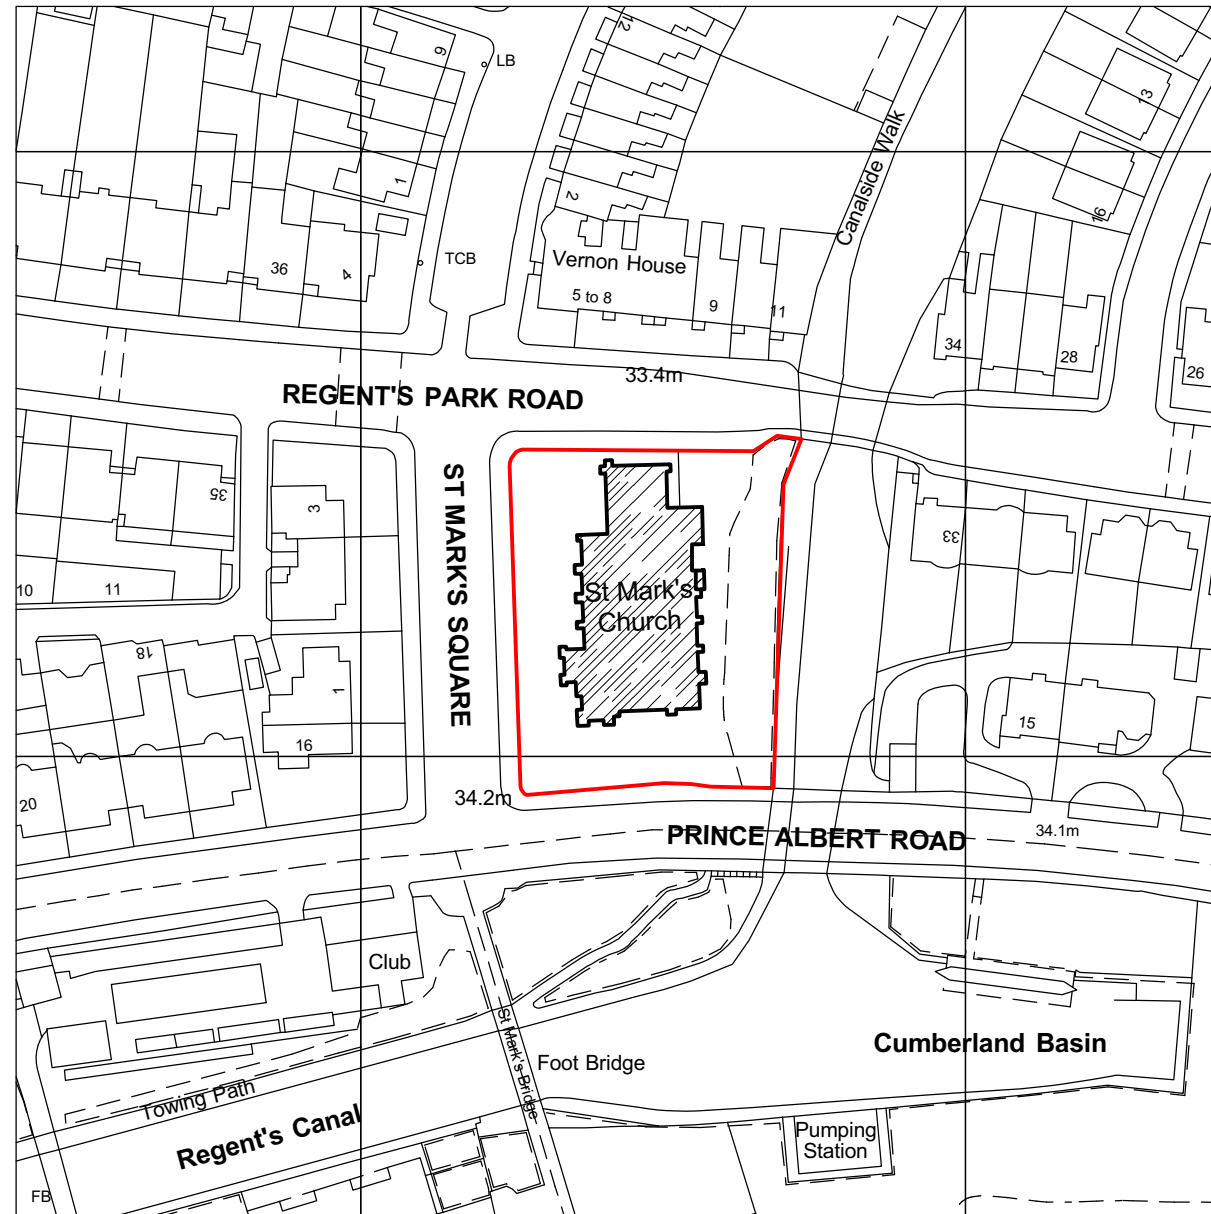 9
LB
12
13
Canalside Walk
1
2
16
TCB
36
4
Vernon House
5 to 8
9
11
34
28
26
33.4m
REGENT'S PARK ROAD
ST MARK'S SQUARE
35
3
33
10
11
St Mark's
Church
18
1
16
15
20
34.2m
PRINCE ALBERT ROAD
34.1m
Club
St Mark's Bridge
Foot Bridge
Cumberland Basin
Towing Path
Regent's Canal
Pumping
Station
FB